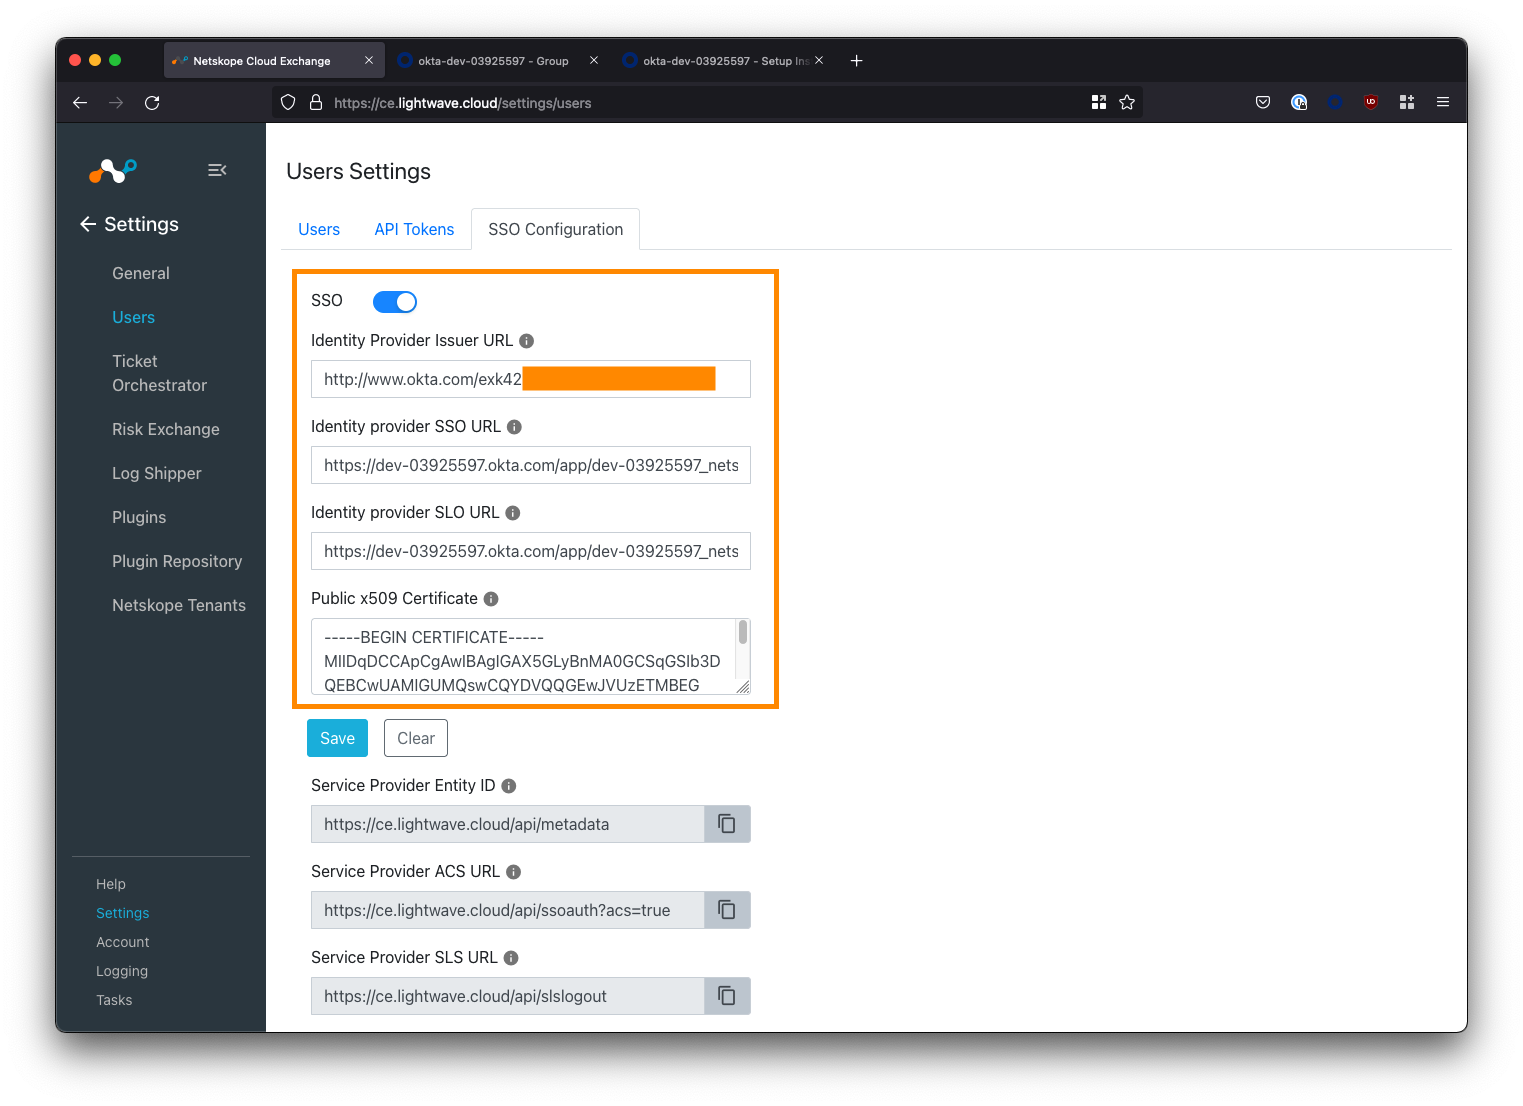 Netskope Cloud Exchange
okta-dev-03925597 - Group
okta-dev-03925597 - Setup Ins
https://ce.lightwave.cloud/settings/users
Settings
General
Users
Ticket
Orchestrator
Risk Exchange
Log Shipper
Plugins
Plugin Repository
Netskope Tenants
Help
Settings
Account
Logging
Tasks
Users Settings
Users
API Tokens
SSO Configuration
SSO
Identity Provider Issuer URL
http://www.okta.com/exk42
Identity provider SSO URL
https://dev-03925597.okta.com/app/dev-03925597_nets
Identity provider SLO URL
https://dev-03925597.okta.com/app/dev-03925597_nets
Public x509 Certificate
-----BEGIN CERTIFICATE-----
MIIDqDCCApCgAwIBAgIGAX5GLyBnMA0GCSqGSIb3D
QEBCwUAMIGUMQswCQYDVQQGEwJVUzETMBEG
Save
Clear
Service Provider Entity ID
https://ce.lightwave.cloud/api/metadata
Service Provider ACS URL
https://ce.lightwave.cloud/api/ssoauth?acs=true
Service Provider SLS URL
https://ce.lightwave.cloud/api/slslogout